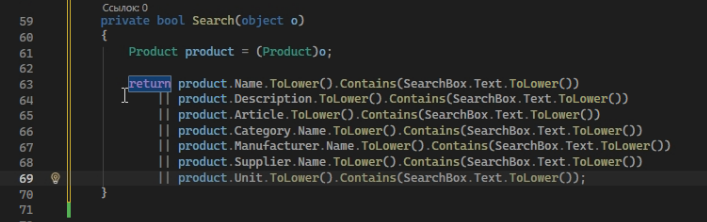 Ссылок: 0
59 private bool Search(object o)
60 {
61 Product product = (Product)o;
62
63 return product.Name.ToLower().Contains(SearchBox.Text.ToLower())
64 || product.Description.ToLower().Contains(SearchBox.Text.ToLower())
65 || product.Article.ToLower().Contains(SearchBox.Text.ToLower())
66 || product.Category.Name.ToLower().Contains(SearchBox.Text.ToLower())
67 || product.Manufacturer.Name.ToLower().Contains(SearchBox.Text.ToLower())
68 || product.Supplier.Name.ToLower().Contains(SearchBox.Text.ToLower())
69 || product.Unit.ToLower().Contains(SearchBox.Text.ToLower());
70 }
71